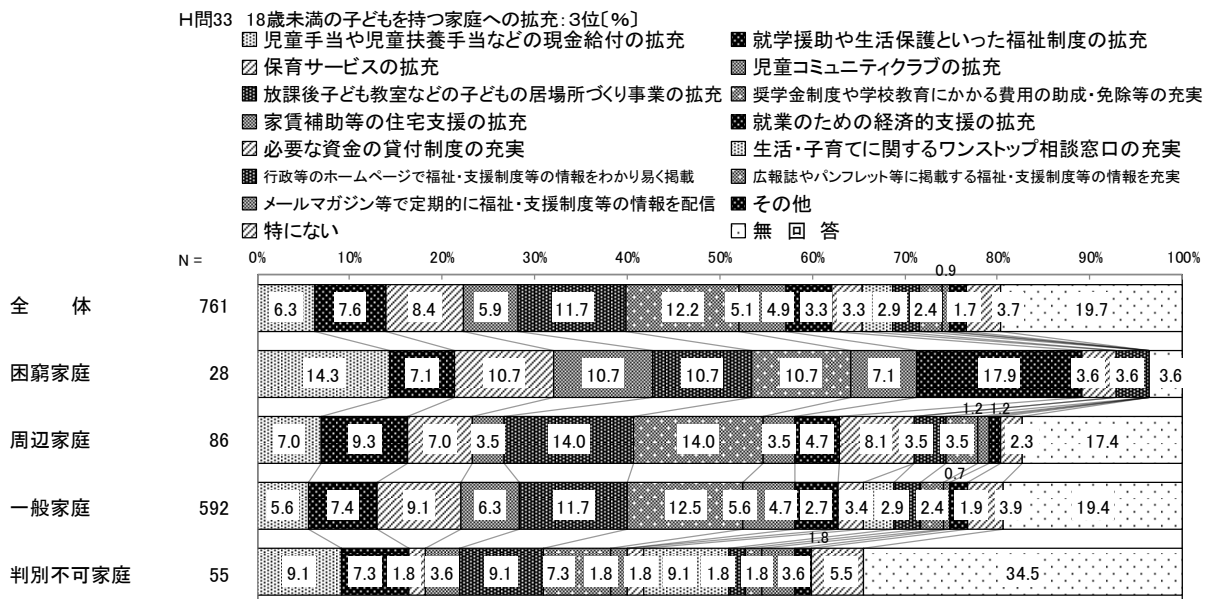 H問33 18歳未満の子どもを持つ家庭への拡充：3位〔％〕
児童手当や児童扶養手当などの現金給付の拡充 就学援助や生活保護といった福祉制度の拡充
保育サービスの拡充 児童コミュニティクラブの拡充
放課後子ども教室などの子どもの居場所づくり事業の拡充 奨学金制度や学校教育にかかる費用の助成・免除等の充実
家賃補助等の住宅支援の拡充 就業のための経済的支援の拡充
必要な資金の貸付制度の充実 生活・子育てに関するワンストップ相談窓口の充実
行政等のホームページで福祉・支援制度等の情報をわかり易く掲載 広報誌やパンフレット等に掲載する福祉・支援制度等の情報を充実
メールマガジン等で定期的に福祉・支援制度等の情報を配信 その他
特にない 無 回 答
N = 0% 10% 20% 30% 40% 50% 60% 70% 80% 90% 100%
0.9
全 体 761 6.3 7.6 8.4 5.9 11.7 12.2 5.1 4.9 3.3 3.3 2.9 2.4 1.7 3.7 19.7
困窮家庭 28 14.3 7.1 10.7 10.7 10.7 10.7 7.1 17.9 3.6 3.6 3.6
1.2 1.2
周辺家庭 86 7.0 9.3 7.0 3.5 14.0 14.0 3.5 4.7 8.1 3.5 3.5 2.3 17.4
0.7
一般家庭 592 5.6 7.4 9.1 6.3 11.7 12.5 5.6 4.7 2.7 3.4 2.9 2.4 1.9 3.9 19.4
1.8
判別不可家庭 55 9.1 7.3 1.8 3.6 9.1 7.3 1.8 1.8 9.1 1.8 1.8 3.6 5.5 34.5